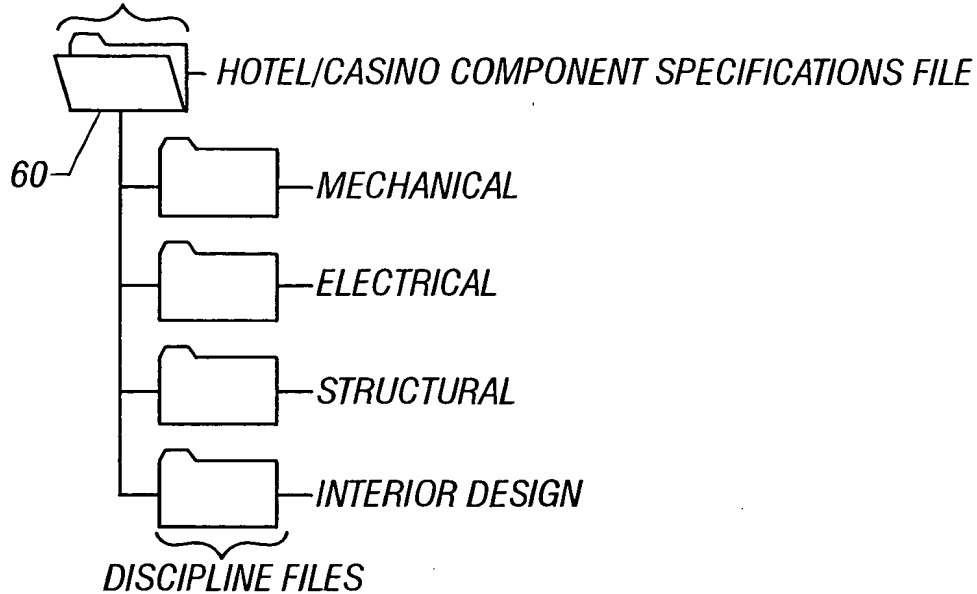 HOTEL/CASINO COMPONENT SPECIFICATIONS FILE
60
MECHANICAL
ELECTRICAL
STRUCTURAL
INTERIOR DESIGN
DISCIPLINE FILES